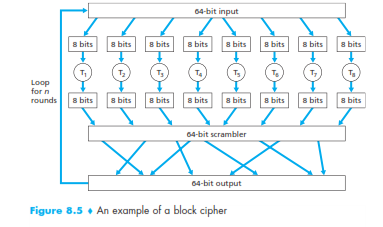 64-bit input
8 bits 8 bits 8 bits 8 bits 8 bits 8 bits 8 bits 8 bits
T1 T2 T3 T4 T5 T6 T7 T8
Loop
for n
rounds
8 bits 8 bits 8 bits 8 bits 8 bits 8 bits 8 bits 8 bits
64-bit scrambler
64-bit output
Figure 8.5 ♦ An example of a block cipher